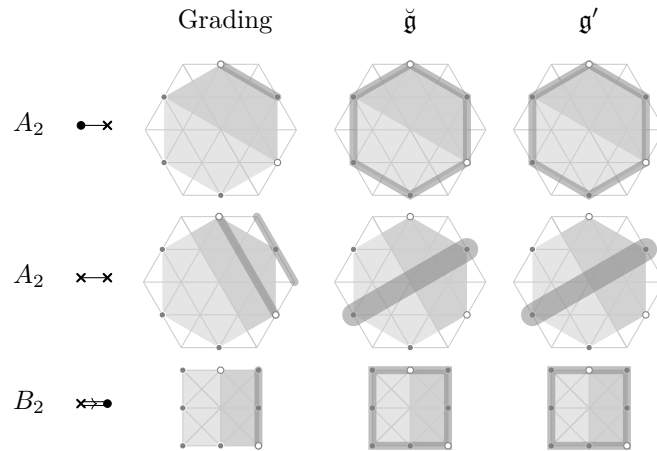 Grading ğ̆ 𝔤′
A₂
A₂
B₂